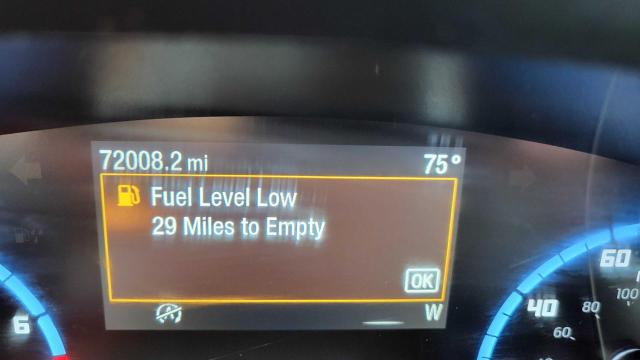 72008.2 mi 75°
Fuel Level Low
29 Miles to Empty
OK
W
6
40
60
60
80
100